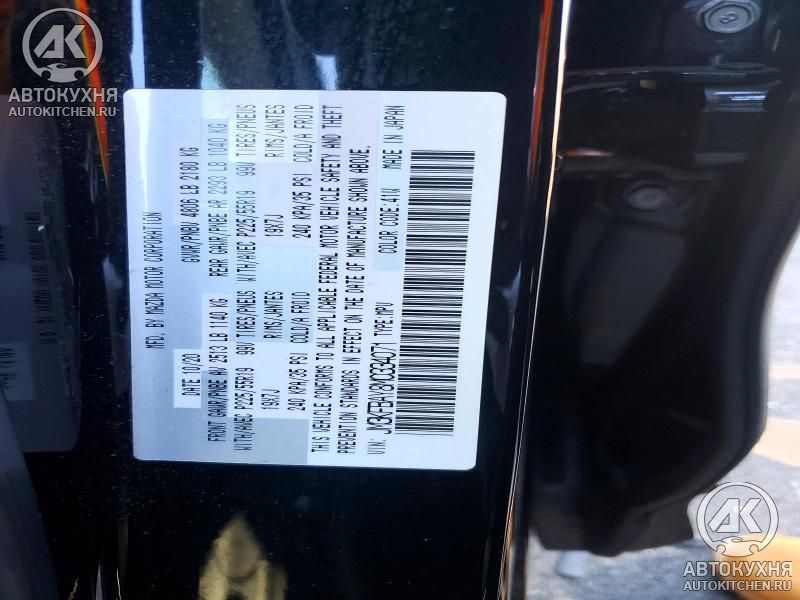 АК
АВТОКУХНЯ
AUTOKITCHEN.RU
MFD. BY MAZDA MOTOR CORPORATION
DATE 10/20 GVWR/PNBV 4806 LB 2180 KG
FRONT GAWR/PNBE AV 2513 LB 1140 KG REAR GAWR/PNBE AR 2293 LB 1040 KG
WITH/AVEC P225/55R19 99V TIRES/PNEUS WITH/AVEC P225/55R19 99V TIRES/PNEUS
19X7J RIMS/JANTES 19X7J RIMS/JANTES
240 KPA/35 PSI COLD/A FROID 240 KPA/35 PSI COLD/A FROID
THIS VEHICLE CONFORMS TO ALL APPLICABLE FEDERAL MOTOR VEHICLE SAFETY AND THEFT
PREVENTION STANDARDS IN EFFECT ON THE DATE OF MANUFACTURE SHOWN ABOVE.
COLOR CODE:41W
VIN: TYPE:MPV MADE IN JAPAN
АК
АВТОКУХНЯ
AUTOKITCHEN.RU